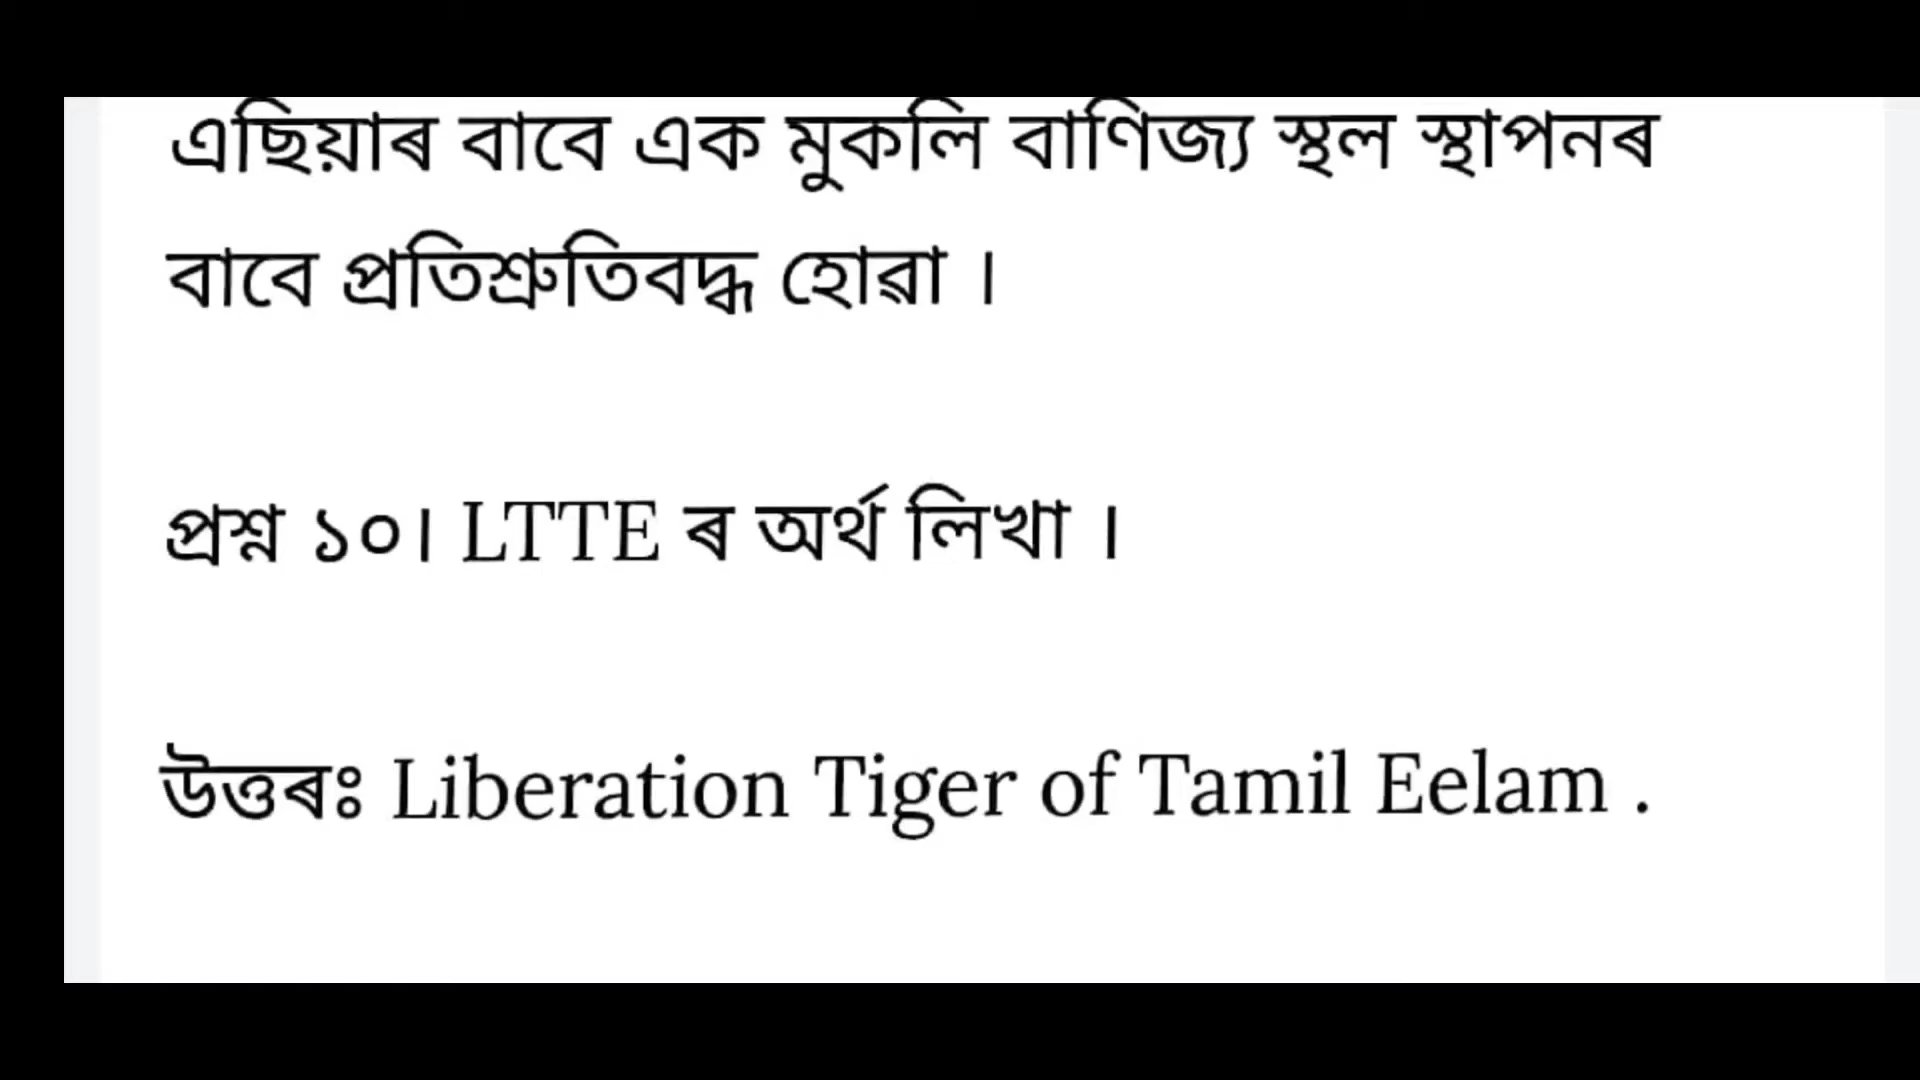 এছিয়াৰ বাবে এক মুকলি বাণিজ্য স্থল স্থাপনৰ
বাবে প্ৰতিশ্ৰুতিবদ্ধ হোৱা ।
প্ৰশ্ন ১০। LTTE ৰ অৰ্থ লিখা ।
উত্তৰঃ Liberation Tiger of Tamil Eelam .